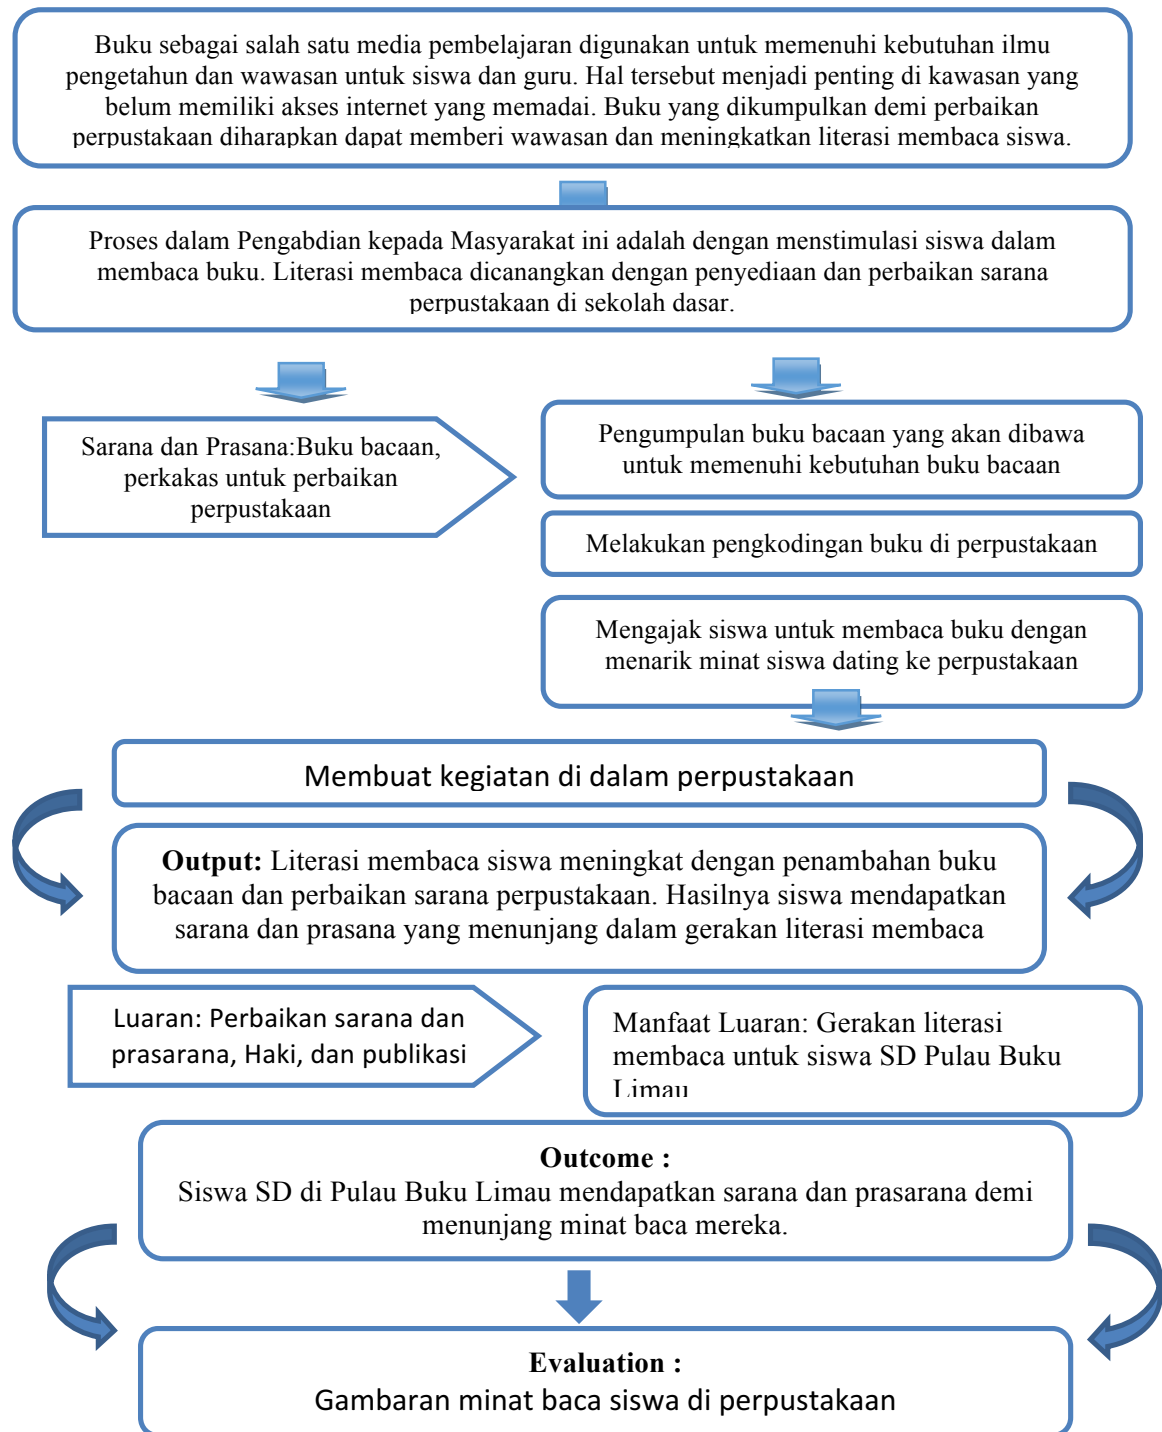 Buku sebagai salah satu media pembelajaran digunakan untuk memenuhi kebutuhan ilmu
pengetahun dan wawasan untuk siswa dan guru. Hal tersebut menjadi penting di kawasan yang
belum memiliki akses internet yang memadai. Buku yang dikumpulkan demi perbaikan
perpustakaan diharapkan dapat memberi wawasan dan meningkatkan literasi membaca siswa.
Proses dalam Pengabdian kepada Masyarakat ini adalah dengan menstimulasi siswa dalam
membaca buku. Literasi membaca dicanangkan dengan penyediaan dan perbaikan sarana
perpustakaan di sekolah dasar.
Sarana dan Prasana:Buku bacaan,
perkakas untuk perbaikan
perpustakaan
Pengumpulan buku bacaan yang akan dibawa
untuk memenuhi kebutuhan buku bacaan
Melakukan pengkodingan buku di perpustakaan
Mengajak siswa untuk membaca buku dengan
menarik minat siswa dating ke perpustakaan
Membuat kegiatan di dalam perpustakaan
Output: Literasi membaca siswa meningkat dengan penambahan buku
bacaan dan perbaikan sarana perpustakaan. Hasilnya siswa mendapatkan
sarana dan prasana yang menunjang dalam gerakan literasi membaca
Luaran: Perbaikan sarana dan
prasarana, Haki, dan publikasi
Manfaat Luaran: Gerakan literasi
membaca untuk siswa SD Pulau Buku
Limau
Outcome :
Siswa SD di Pulau Buku Limau mendapatkan sarana dan prasarana demi
menunjang minat baca mereka.
Evaluation :
Gambaran minat baca siswa di perpustakaan